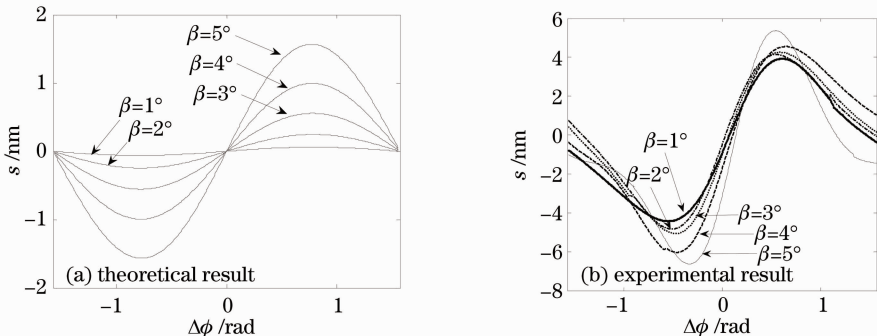 2
1
0
−1
−2
s /nm
β=5°
β=4°
β=3°
β=1°
β=2°
(a) theoretical result
−1
0
1
Δϕ /rad
8
6
4
2
0
−2
−4
−6
−8
s /nm
β=1°
β=2°
β=3°
β=4°
β=5°
(b) experimental result
−1
0
1
Δϕ /rad